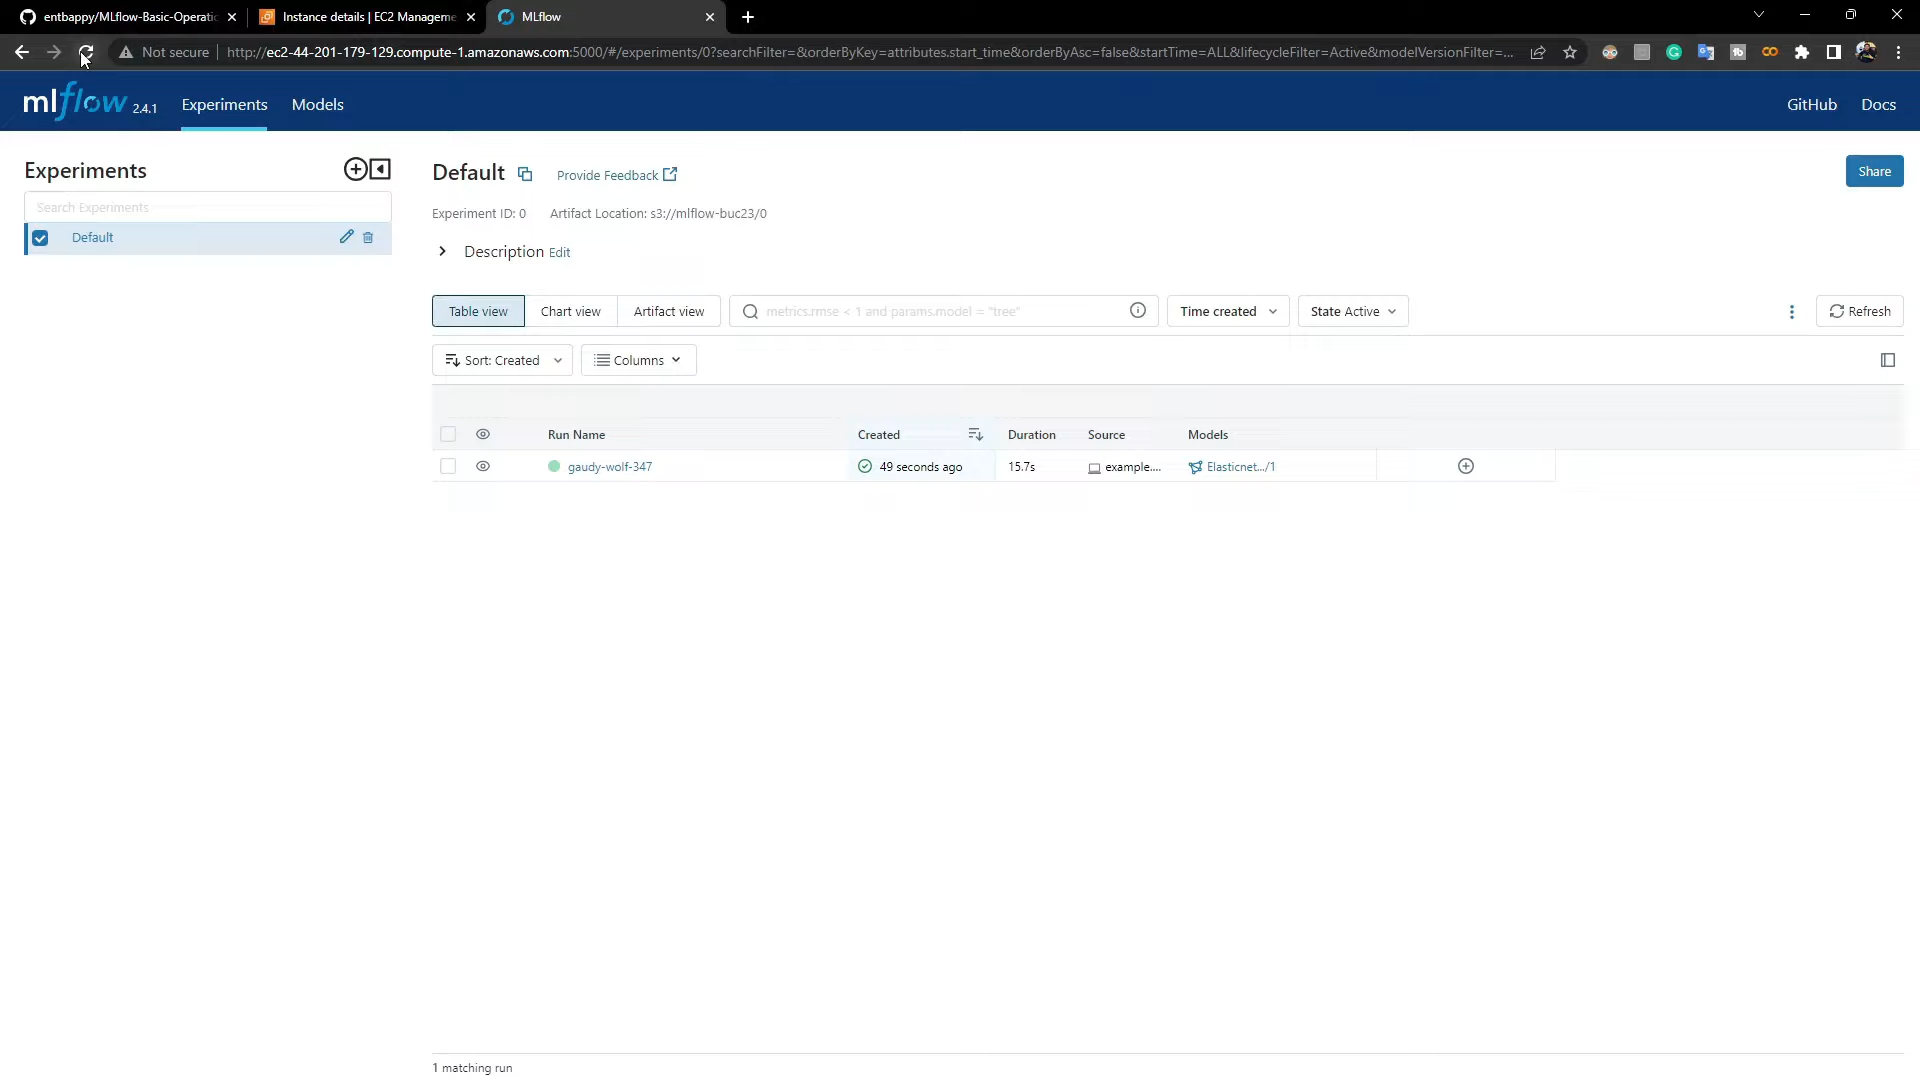 entbappy/MLflow-Basic-Operatic
Instance details | EC2 Manageme
MLflow
Not secure
http://ec2-44-201-179-129.compute-1.amazonaws.com:5000/#/experiments/0?searchFilter=&orderByKey=attributes.start_time&orderByAsc=false&startTime=ALL&lifecycleFilter=Active&modelVersionFilter=...
mlflow 2.4.1 Experiments Models GitHub Docs
Experiments
Search Experiments
Default
Default Provide Feedback Share
Experiment ID: 0 Artifact Location: s3://mlflow-buc23/0
Description Edit
Table view Chart view Artifact view metrics.rmse < 1 and params.model = "tree" Time created State Active Refresh
Sort: Created Columns
Run Name Created Duration Source Models
gaudy-wolf-347 49 seconds ago 15.7s example.... Elasticnet.../1
1 matching run